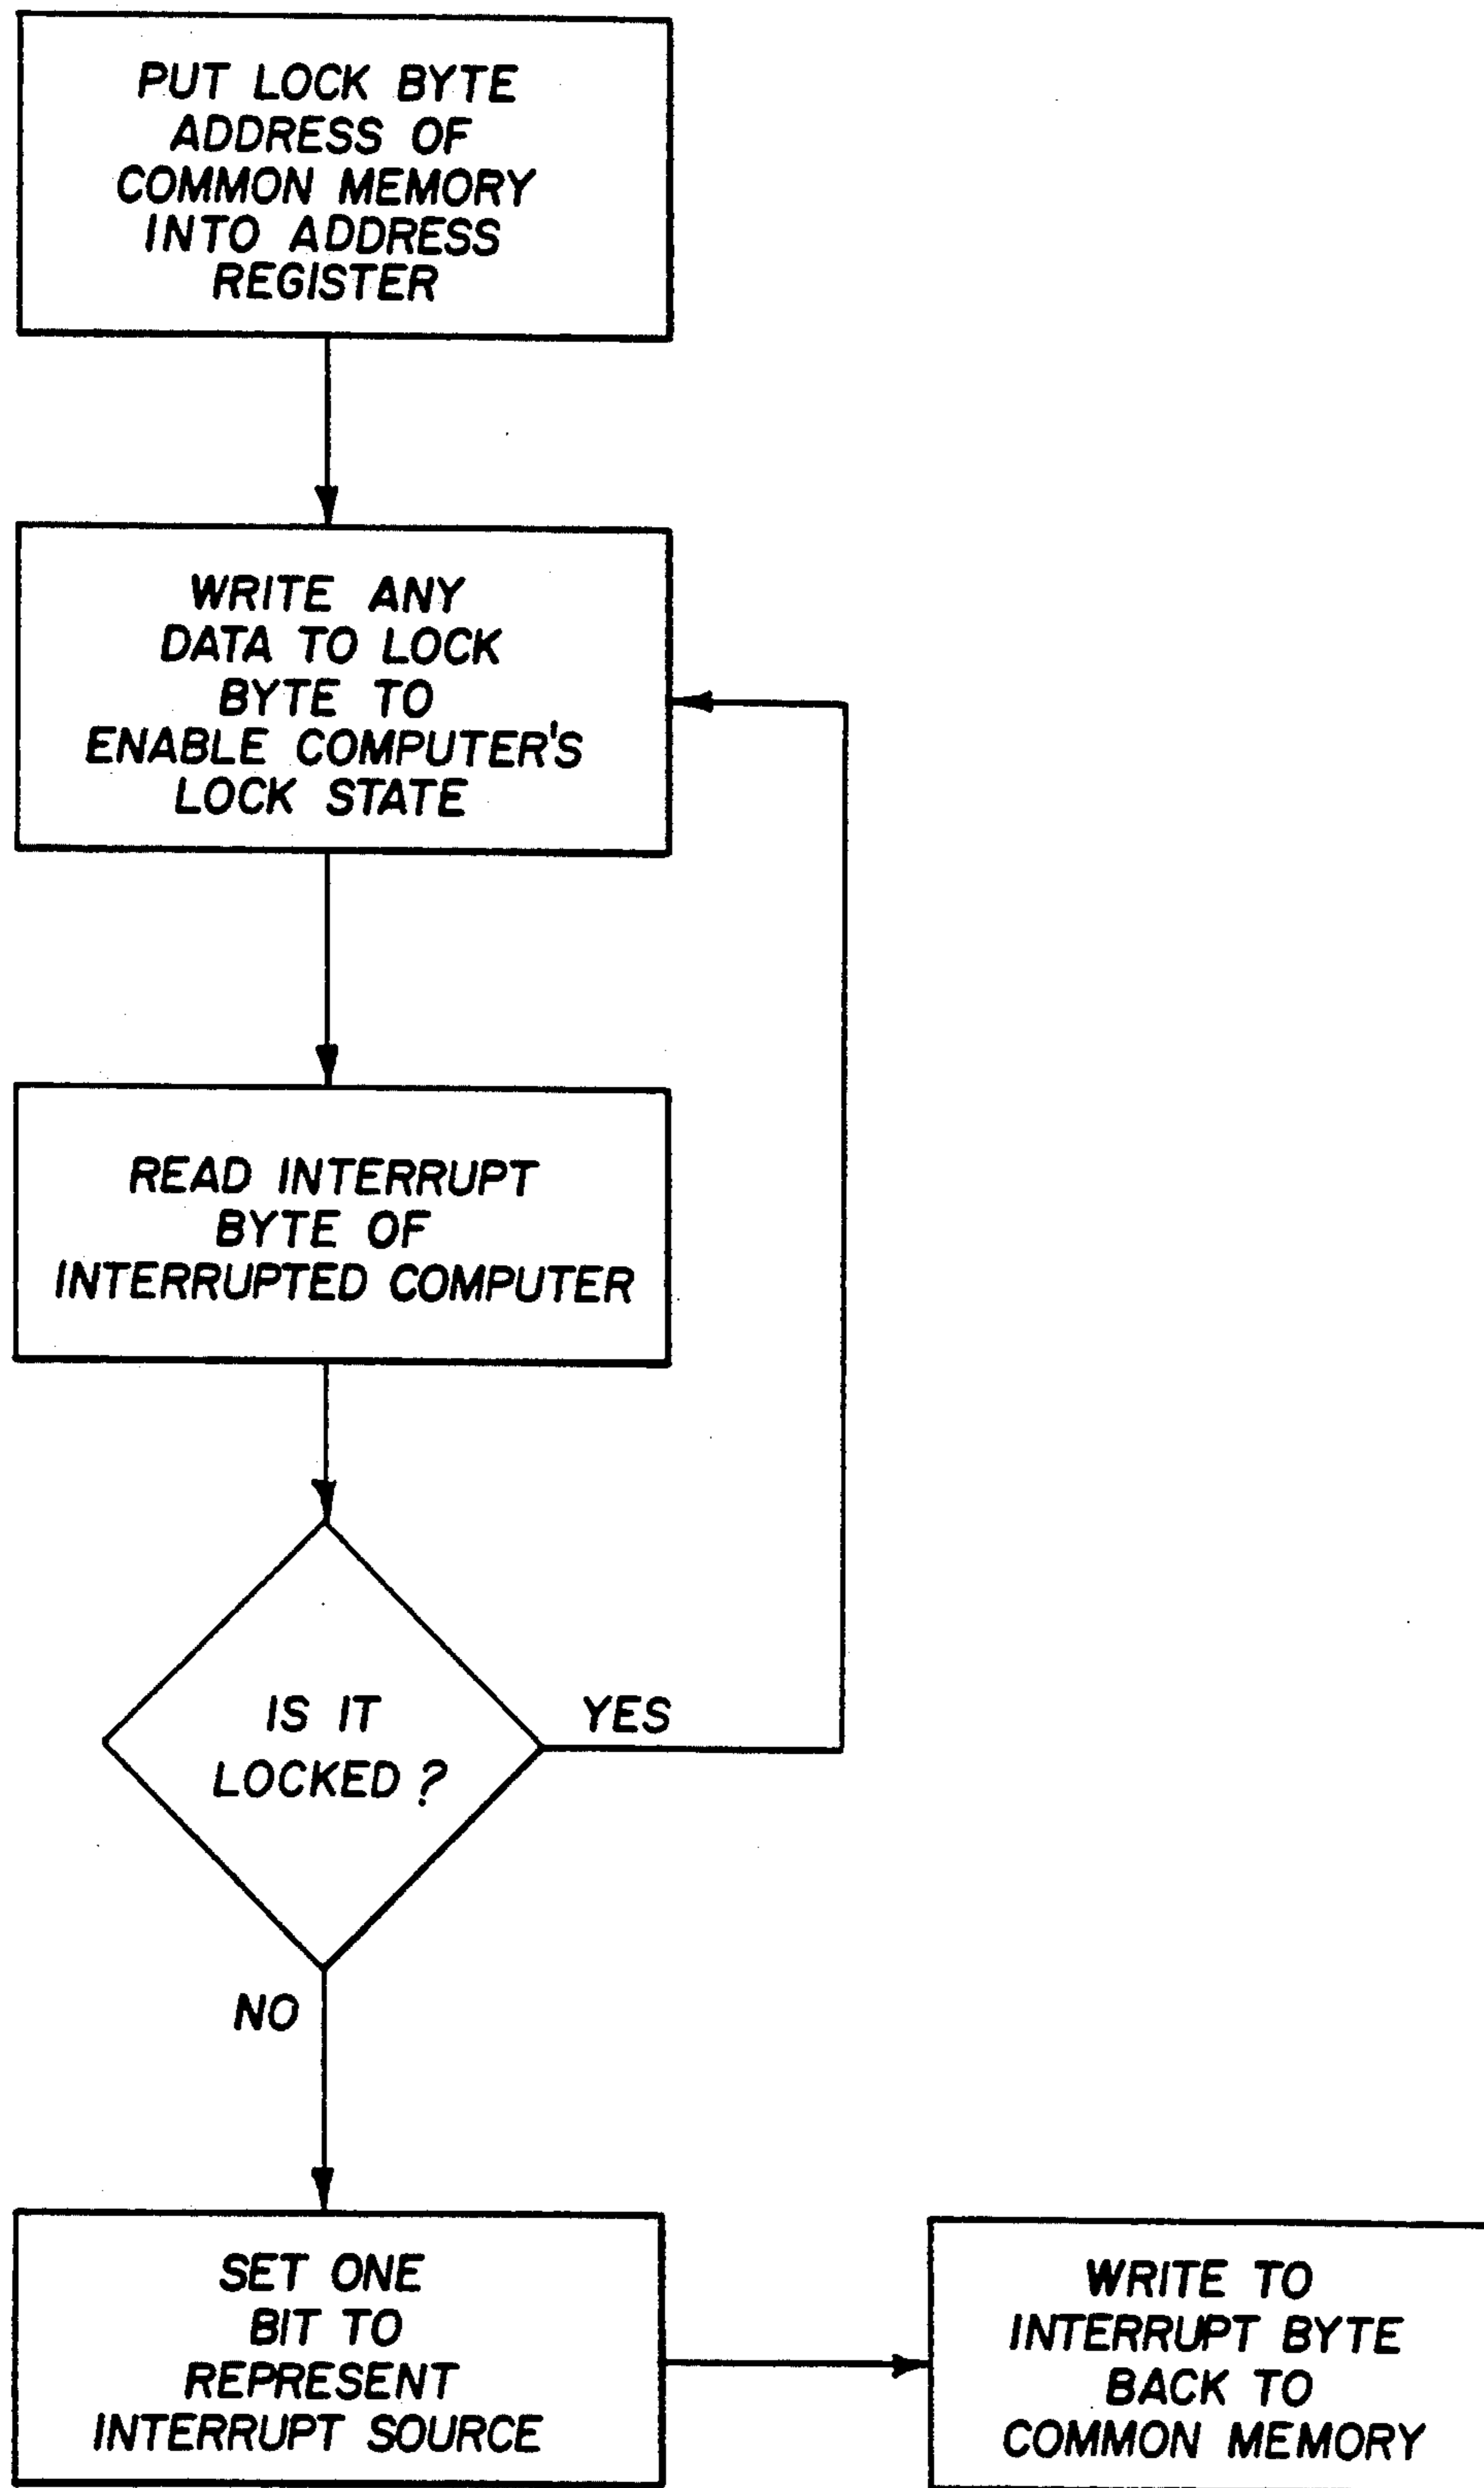 PUT LOCK BYTE
ADDRESS OF
COMMON MEMORY
INTO ADDRESS
REGISTER
WRITE ANY
DATA TO LOCK
BYTE TO
ENABLE COMPUTER'S
LOCK STATE
READ INTERRUPT
BYTE OF
INTERRUPTED COMPUTER
IS IT
LOCKED ?
YES
NO
SET ONE
BIT TO
REPRESENT
INTERRUPT SOURCE
WRITE TO
INTERRUPT BYTE
BACK TO
COMMON MEMORY